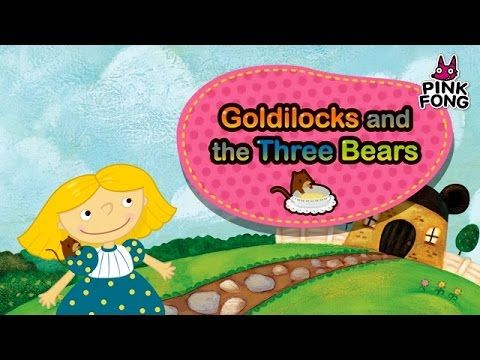 PINK
FONG
Goldilocks and
the Three Bears